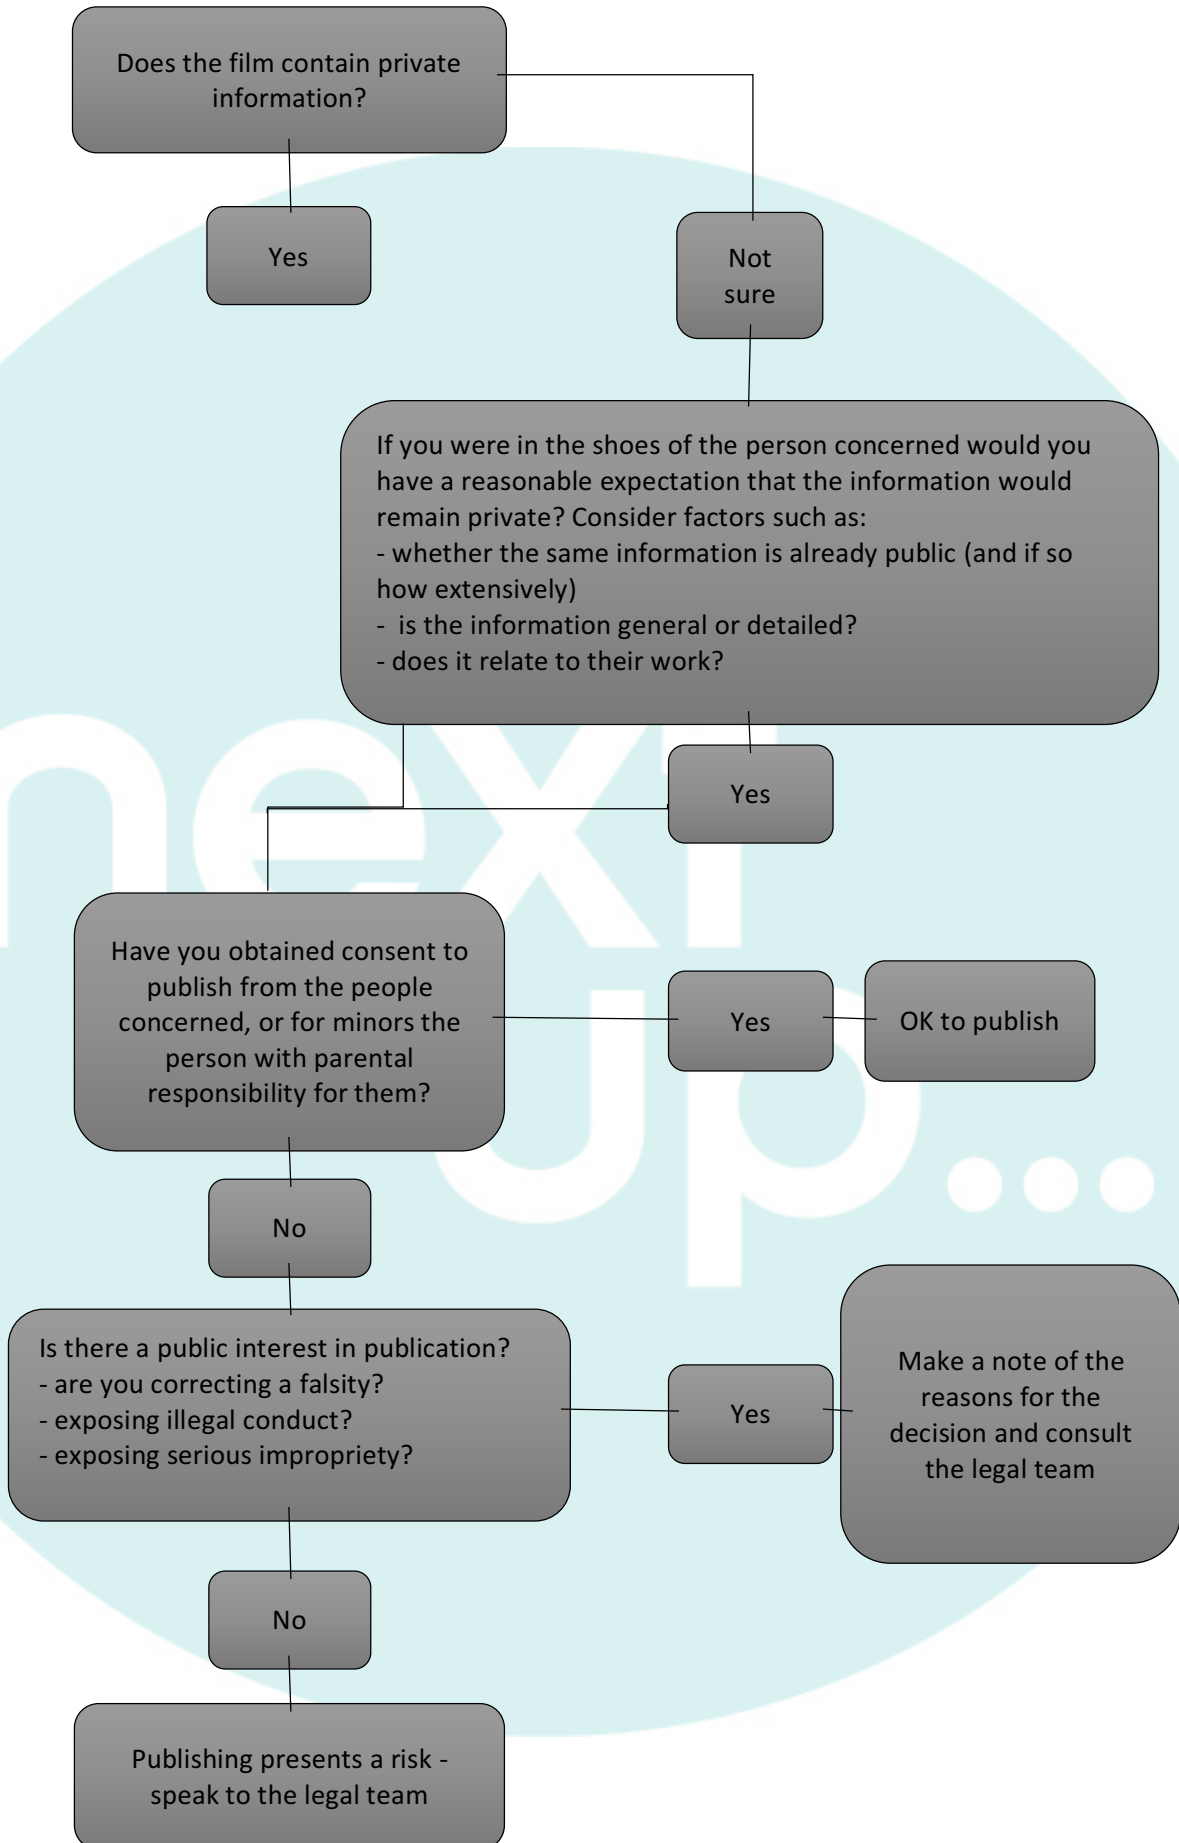 Does the film contain private
information?
Yes
Not
sure
If you were in the shoes of the person concerned would you
have a reasonable expectation that the information would
remain private? Consider factors such as:
- whether the same information is already public (and if so
how extensively)
-  is the information general or detailed?
- does it relate to their work?
Yes
next
up...
Have you obtained consent to
publish from the people
concerned, or for minors the
person with parental
responsibility for them?
Yes
OK to publish
No
Is there a public interest in publication?
- are you correcting a falsity?
- exposing illegal conduct?
- exposing serious impropriety?
Yes
Make a note of the
reasons for the
decision and consult
the legal team
No
Publishing presents a risk -
speak to the legal team